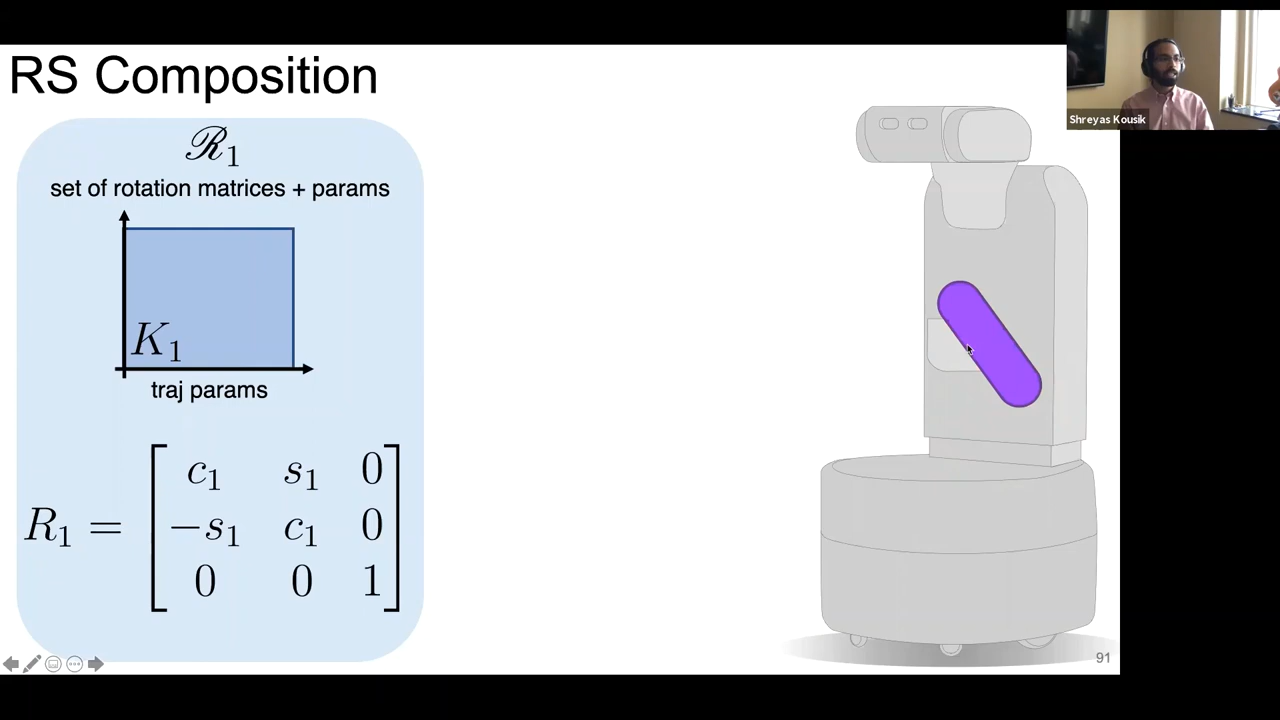 RS Composition
Shreyas Kousik
ℛ₁
set of rotation matrices + params
K₁
traj params
R₁ = [ c₁ s₁ 0
−s₁ c₁ 0
0 0 1 ]
91